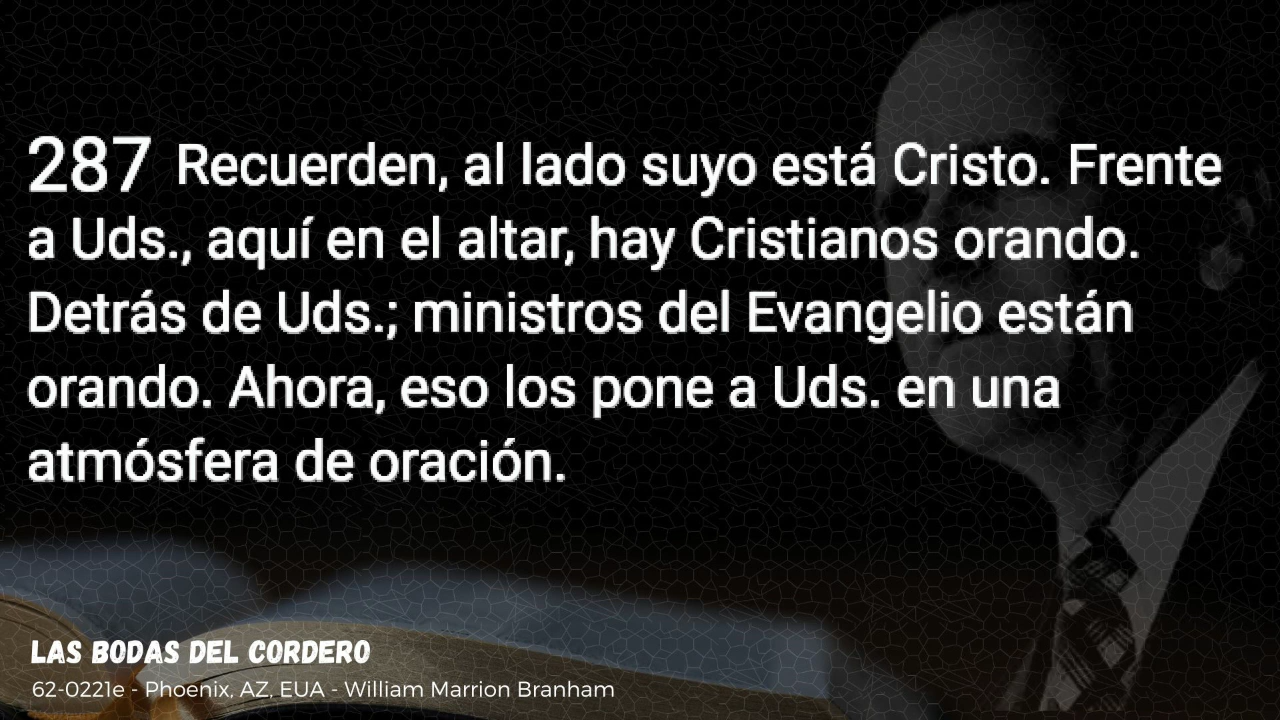 287 Recuerden, al lado suyo está Cristo. Frente
a Uds., aquí en el altar, hay Cristianos orando.
Detrás de Uds.; ministros del Evangelio están
orando. Ahora, eso los pone a Uds. en una
atmósfera de oración.
LAS BODAS DEL CORDERO
62-0221e - Phoenix, AZ, EUA - William Marrion Branham